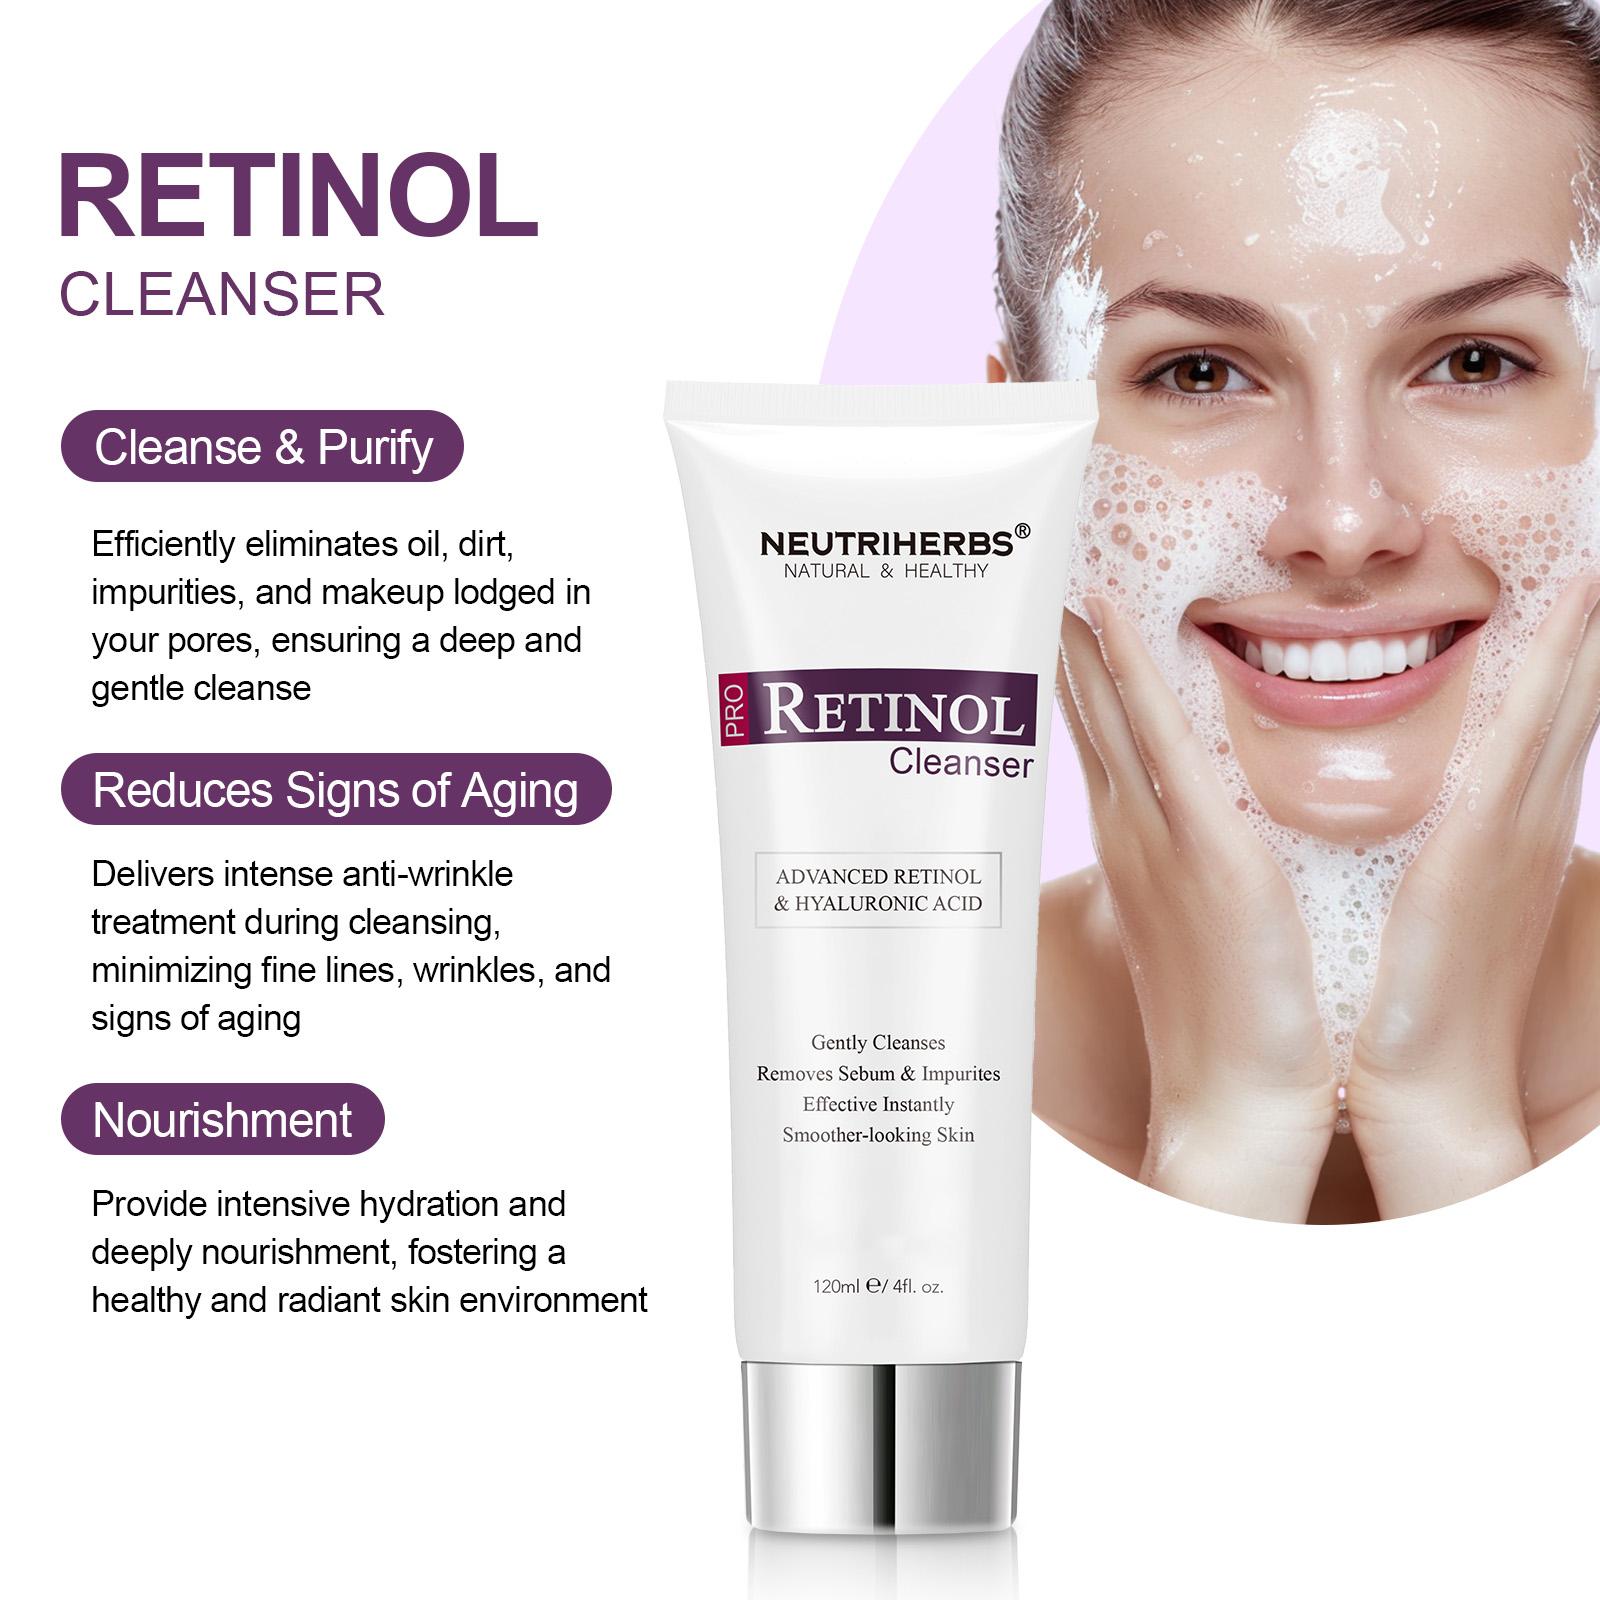 RETINOL
CLEANSER
Cleanse & Purify
Efficiently eliminates oil, dirt,
impurities, and makeup lodged in
your pores, ensuring a deep and
gentle cleanse
Reduces Signs of Aging
Delivers intense anti-wrinkle
treatment during cleansing,
minimizing fine lines, wrinkles, and
signs of aging
Nourishment
Provide intensive hydration and
deeply nourishment, fostering a
healthy and radiant skin environment
NEUTRIHERBS®
NATURAL & HEALTHY
PRO RETINOL
Cleanser
ADVANCED RETINOL
& HYALURONIC ACID
Gently Cleanses
Removes Sebum & Impurites
Effective Instantly
Smoother-looking Skin
120ml ℮/ 4fl. oz.